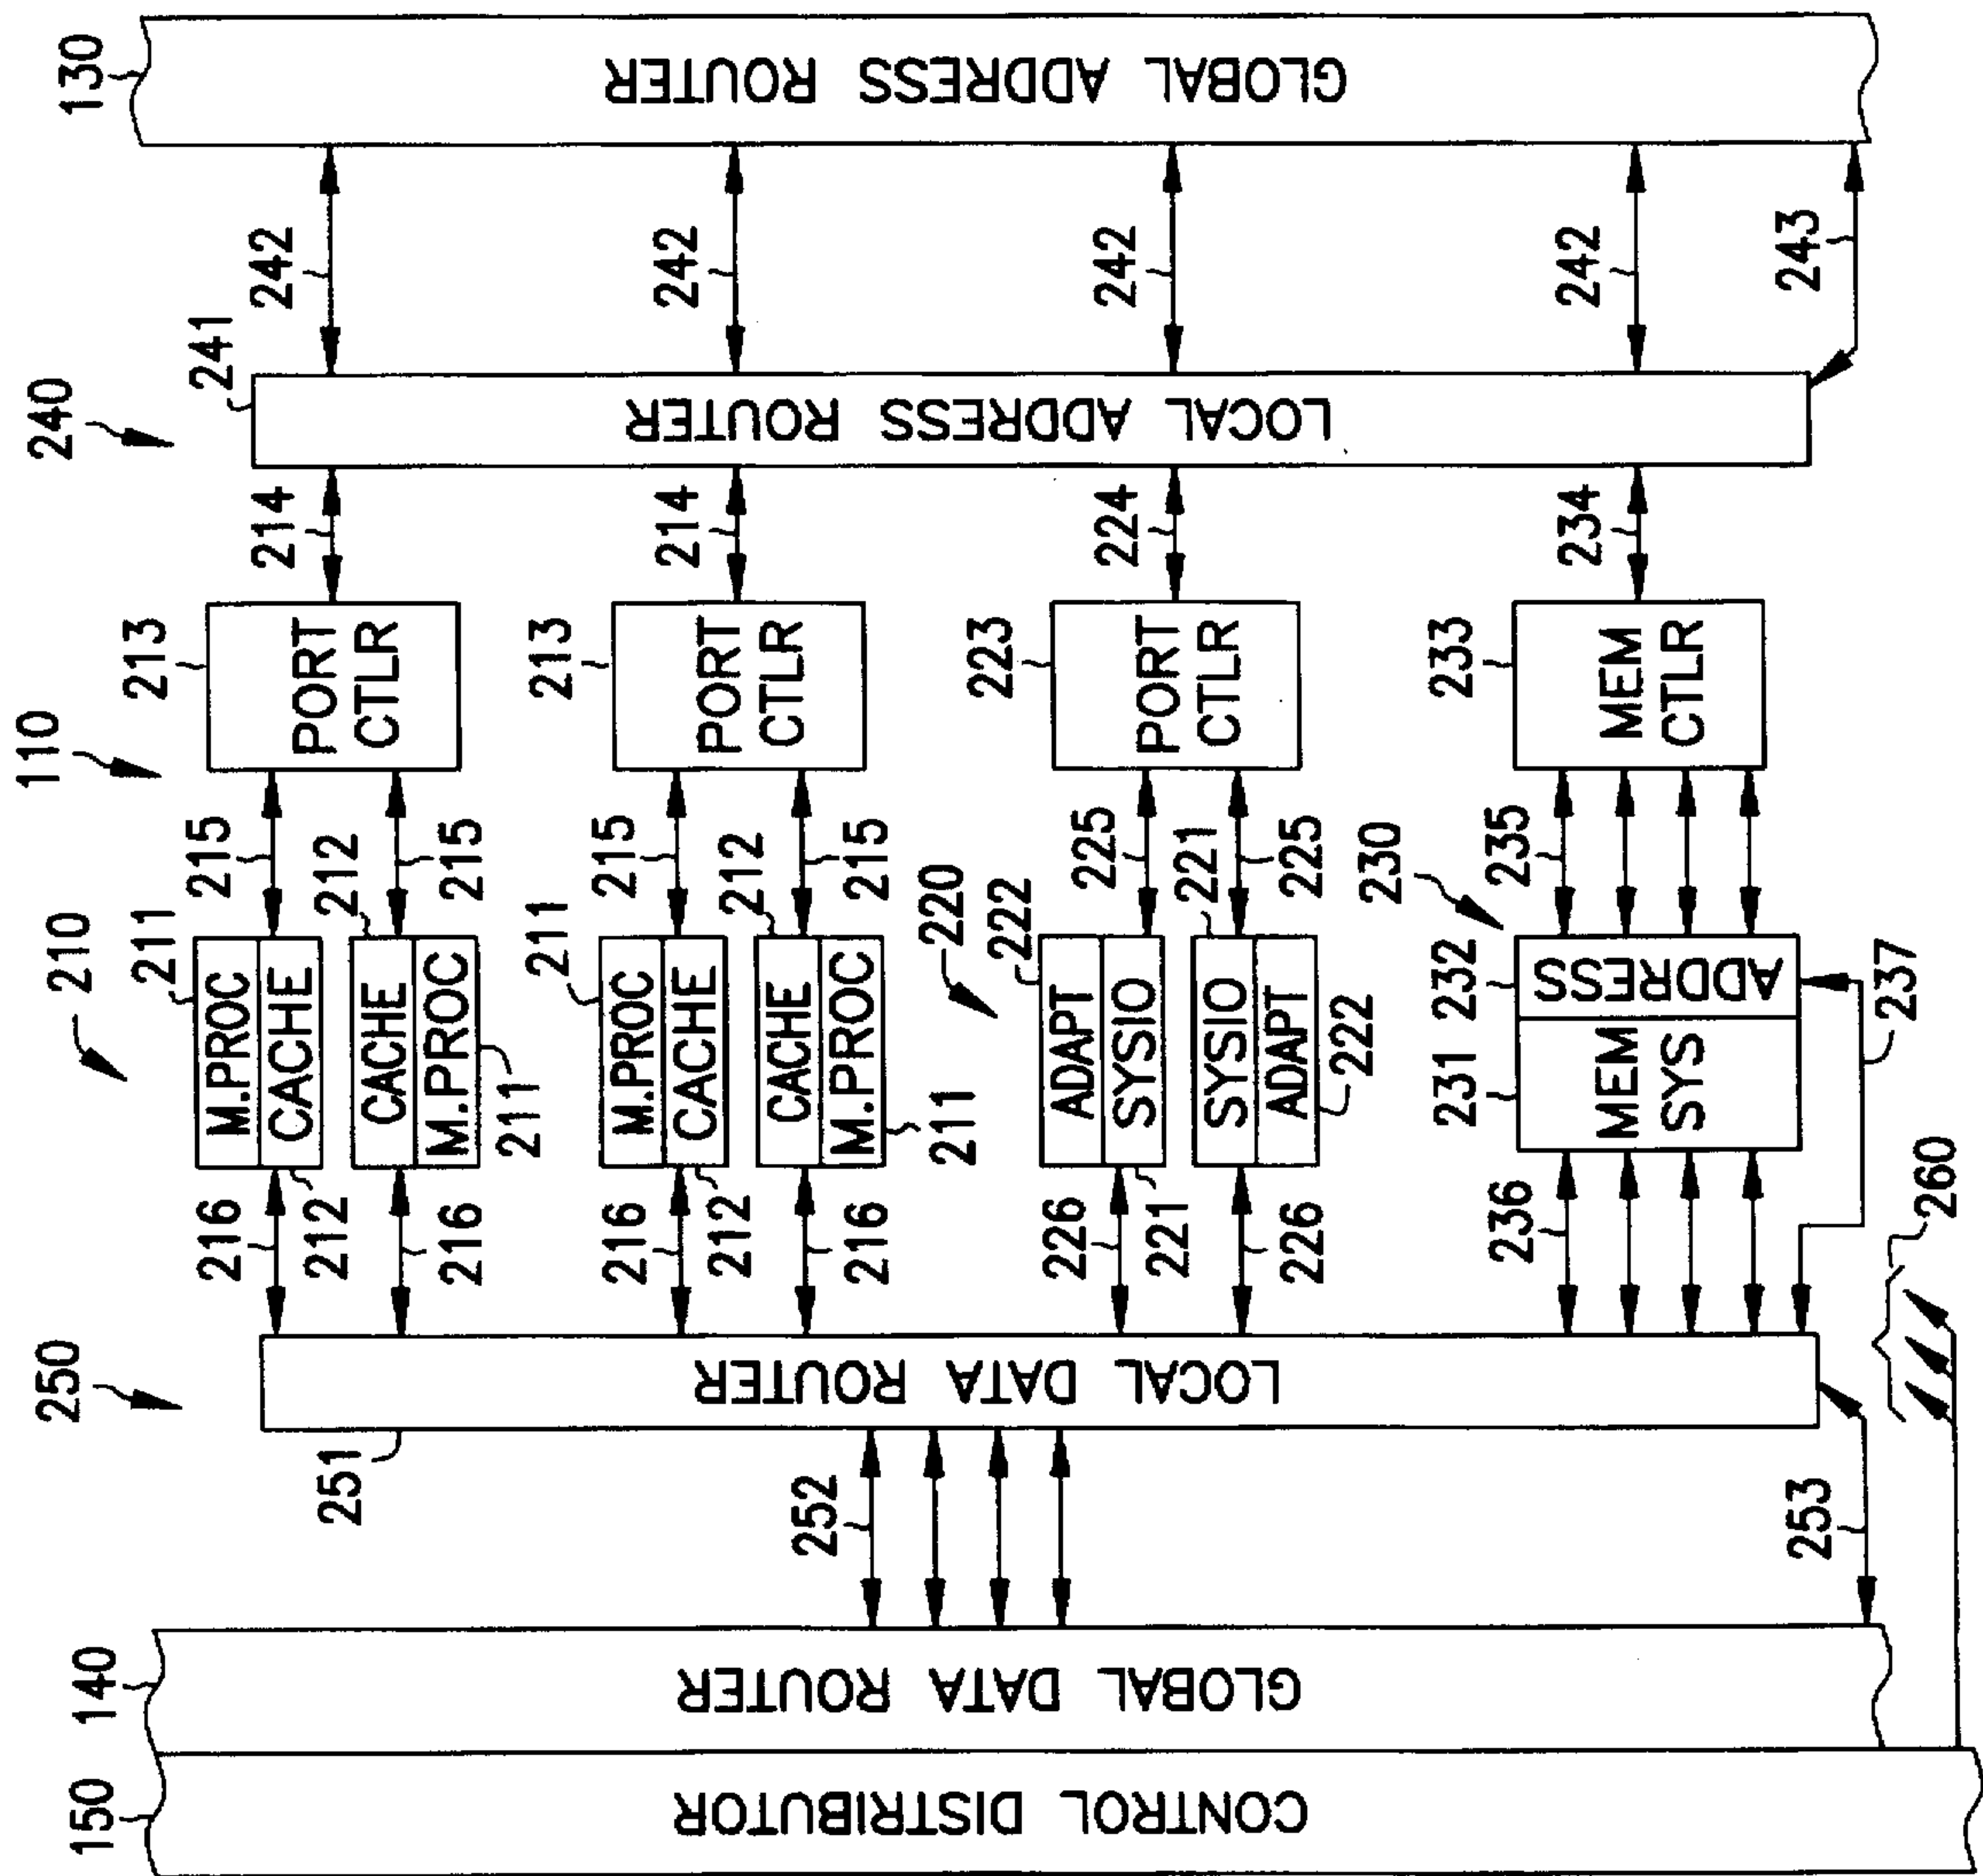 150
140
250
210
110
240
130
CONTROL DISTRIBUTOR
GLOBAL DATA ROUTER
252
253
260
251
LOCAL DATA ROUTER
216
212
216
211
M.PROC
CACHE
CACHE
M.PROC
211
212
215
215
213
PORT
CTLR
214
242
216
212
216
211
M.PROC
CACHE
CACHE
M.PROC
211
212
215
215
213
PORT
CTLR
214
242
220
226
221
226
222
ADAPT
SYSIO
SYSIO
ADAPT
222
221
225
225
223
PORT
CTLR
224
242
230
236
231
232
MEM
SYS
ADDRESS
237
235
233
MEM
CTLR
234
242
241
LOCAL ADDRESS ROUTER
243
GLOBAL ADDRESS ROUTER